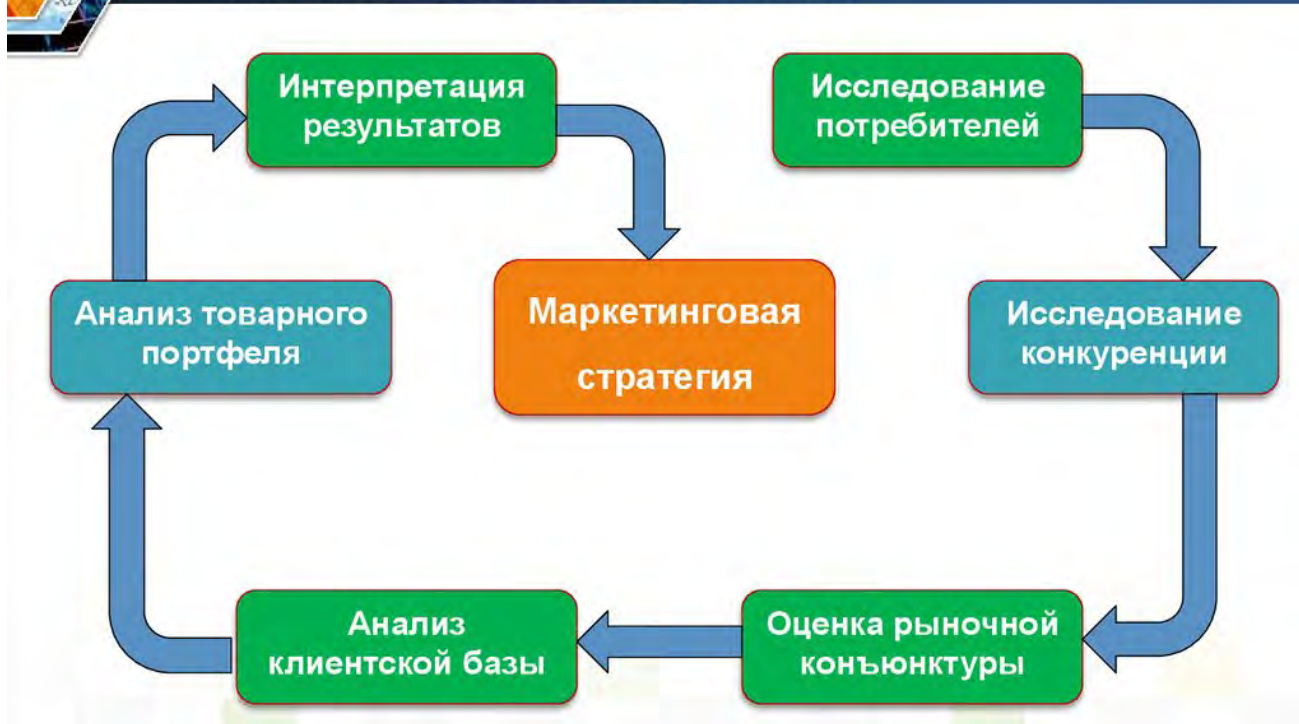 Интерпретация
результатов
Исследование
потребителей
Анализ товарного
портфеля
Маркетинговая
стратегия
Исследование
конкуренции
Анализ
клиентской базы
Оценка рыночной
конъюнктуры